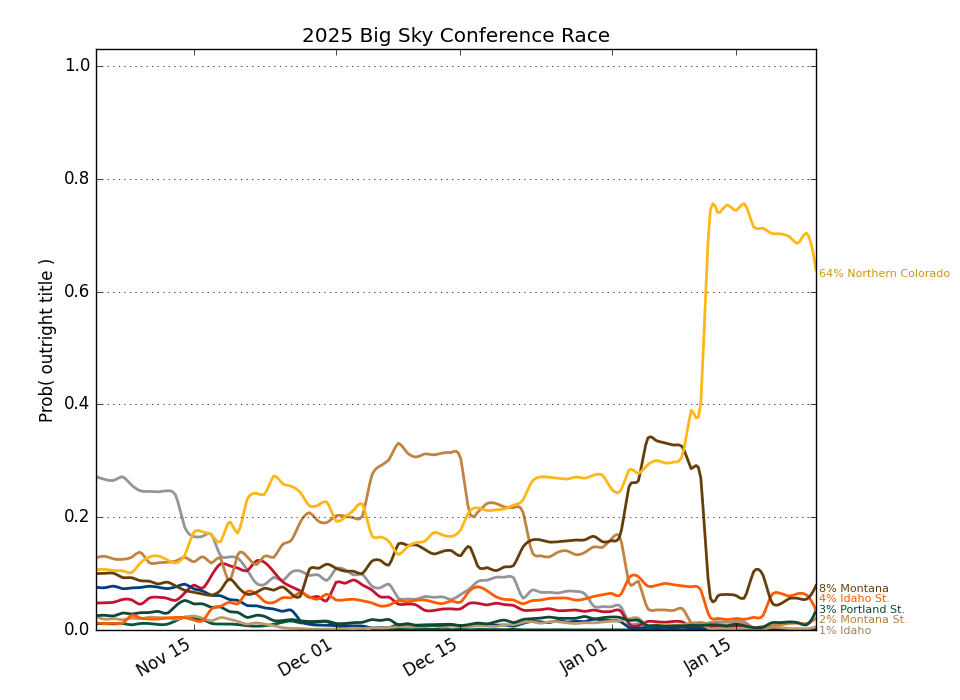 2025 Big Sky Conference Race
1.0
0.8
0.6
0.4
0.2
0.0
Prob( outright title )
64% Northern Colorado
8% Montana
4% Idaho St.
3% Portland St.
2% Montana St.
1% Idaho
Nov 15
Dec 01
Dec 15
Jan 01
Jan 15